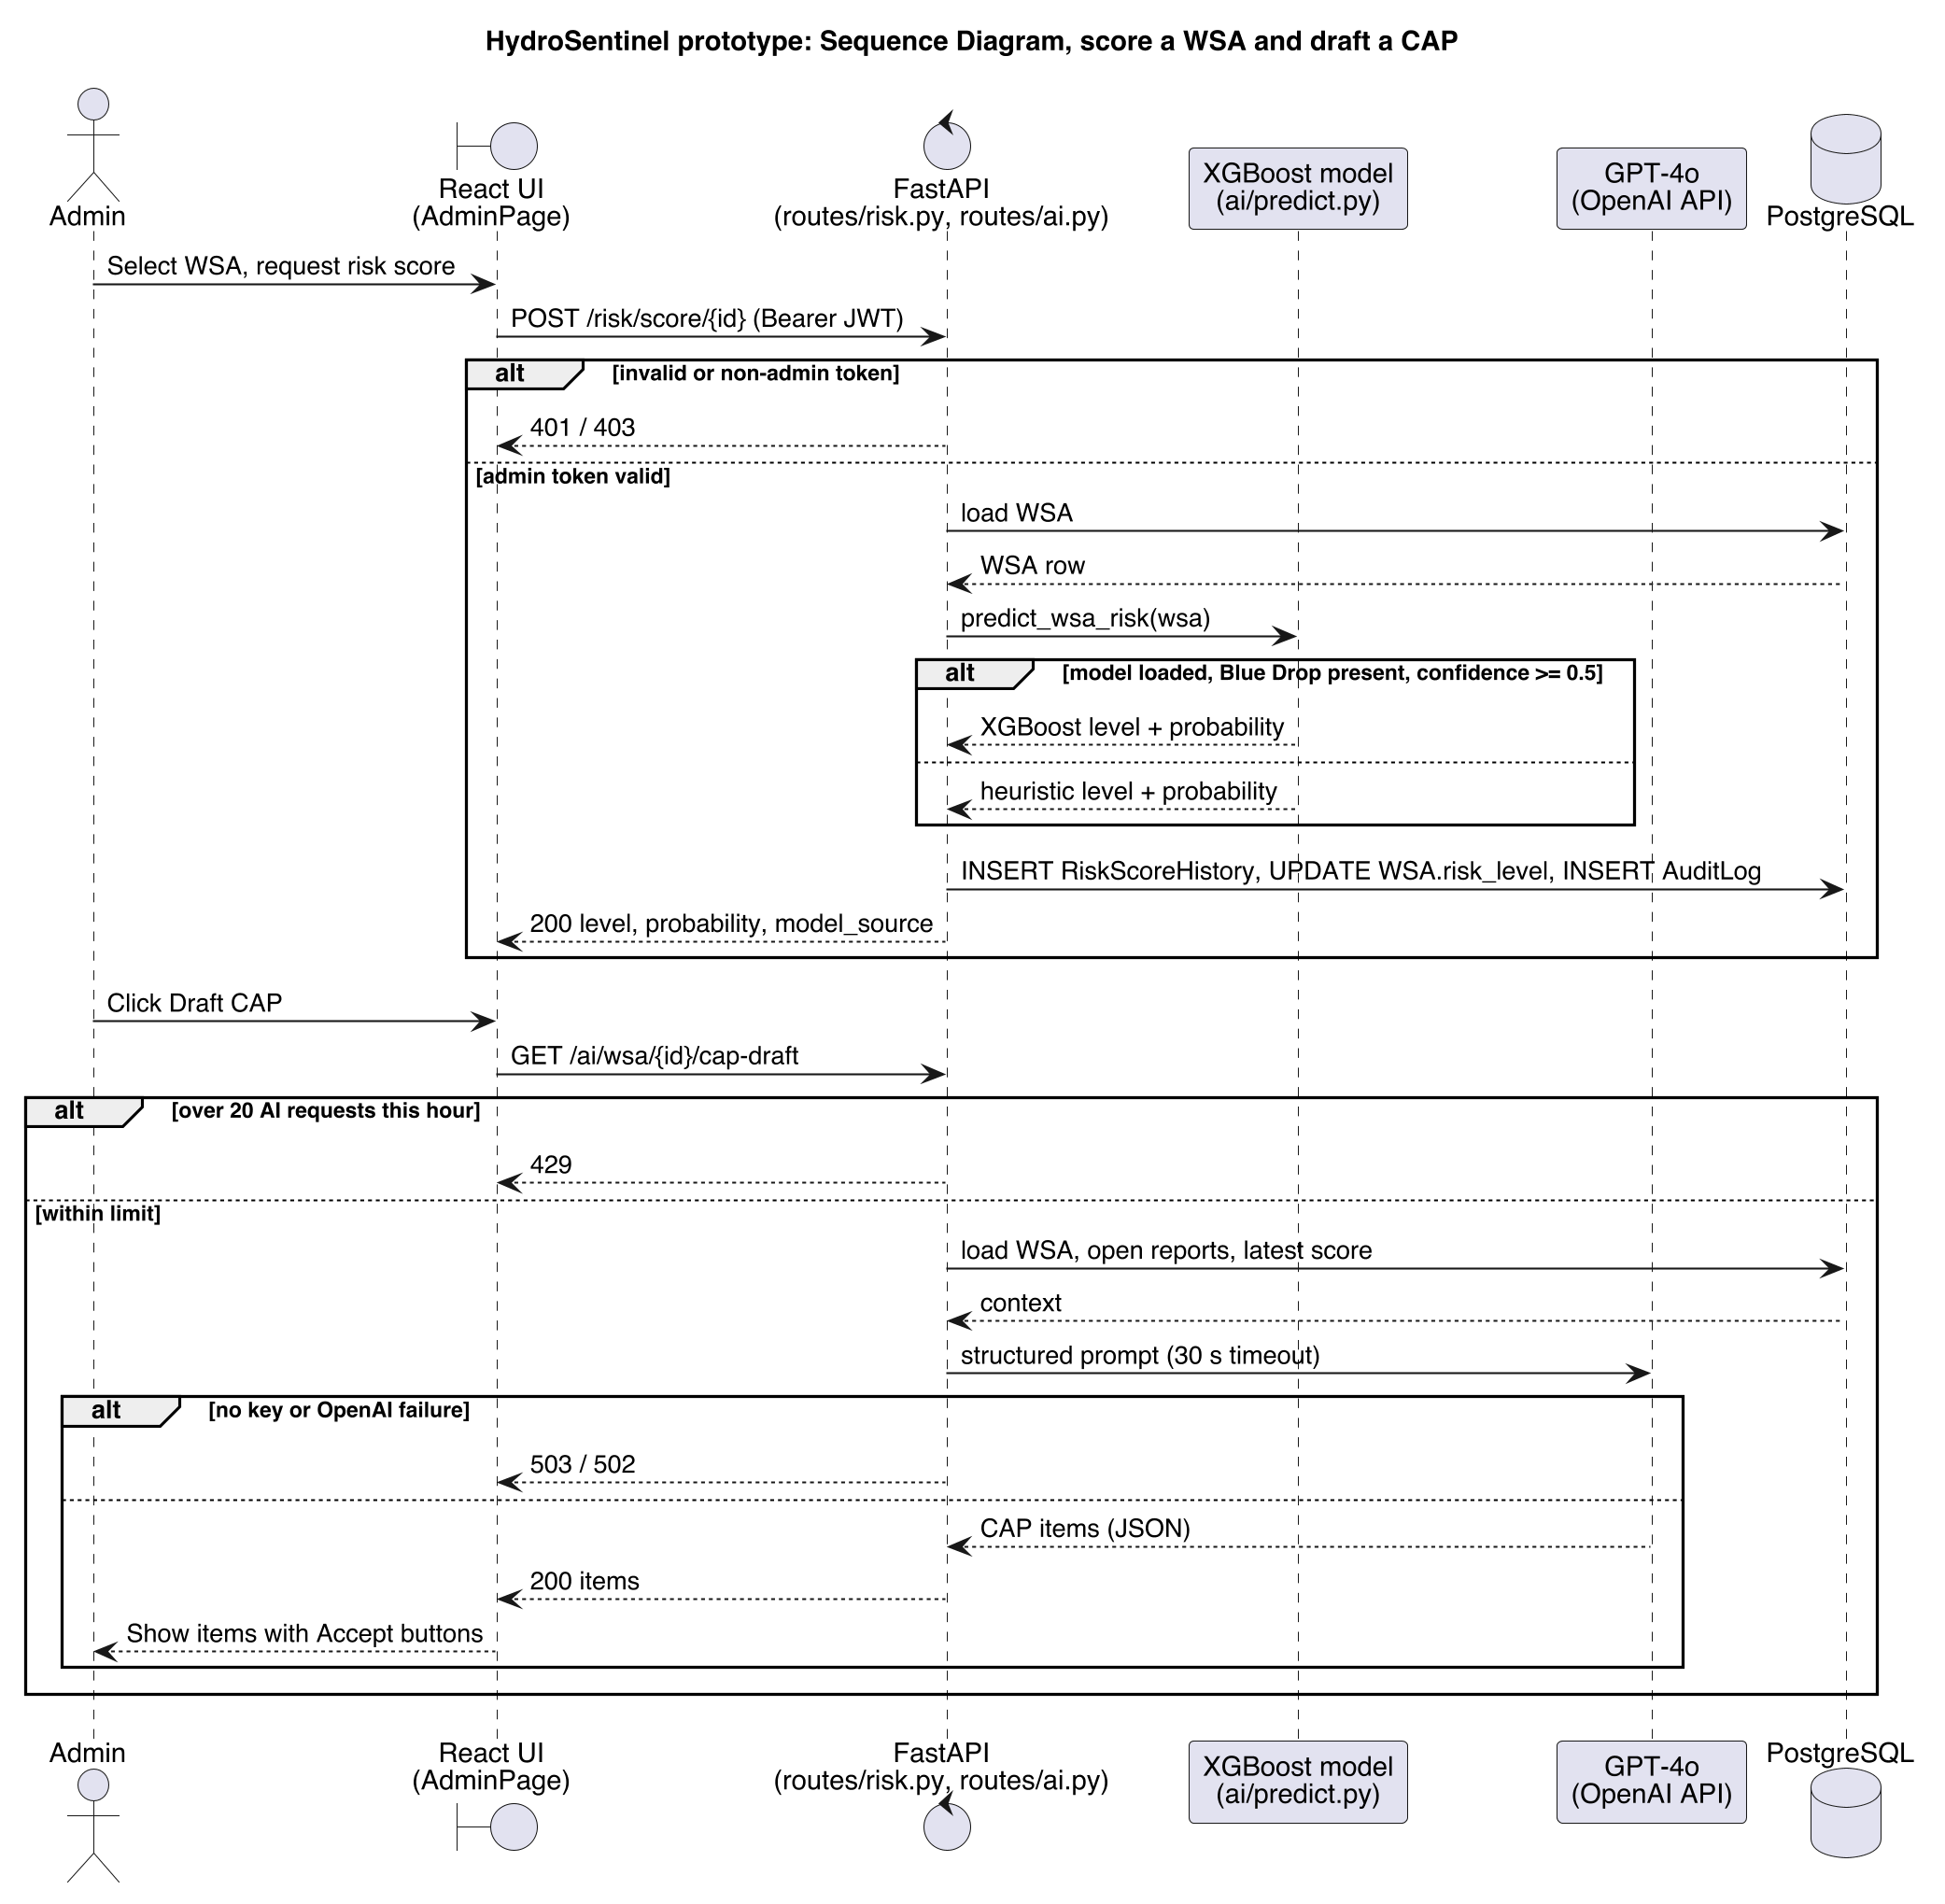 HydroSentinel prototype: Sequence Diagram, score a WSA and draft a CAP
Admin
React UI
(AdminPage)
FastAPI
(routes/risk.py, routes/ai.py)
XGBoost model
(ai/predict.py)
GPT-4o
(OpenAI API)
PostgreSQL
Select WSA, request risk score
POST /risk/score/{id} (Bearer JWT)
alt
[invalid or non-admin token]
401 / 403
[admin token valid]
load WSA
WSA row
predict_wsa_risk(wsa)
alt
[model loaded, Blue Drop present, confidence >= 0.5]
XGBoost level + probability
heuristic level + probability
INSERT RiskScoreHistory, UPDATE WSA.risk_level, INSERT AuditLog
200 level, probability, model_source
Click Draft CAP
GET /ai/wsa/{id}/cap-draft
alt
[over 20 AI requests this hour]
429
[within limit]
load WSA, open reports, latest score
context
structured prompt (30 s timeout)
alt
[no key or OpenAI failure]
503 / 502
CAP items (JSON)
200 items
Show items with Accept buttons
Admin
React UI
(AdminPage)
FastAPI
(routes/risk.py, routes/ai.py)
XGBoost model
(ai/predict.py)
GPT-4o
(OpenAI API)
PostgreSQL